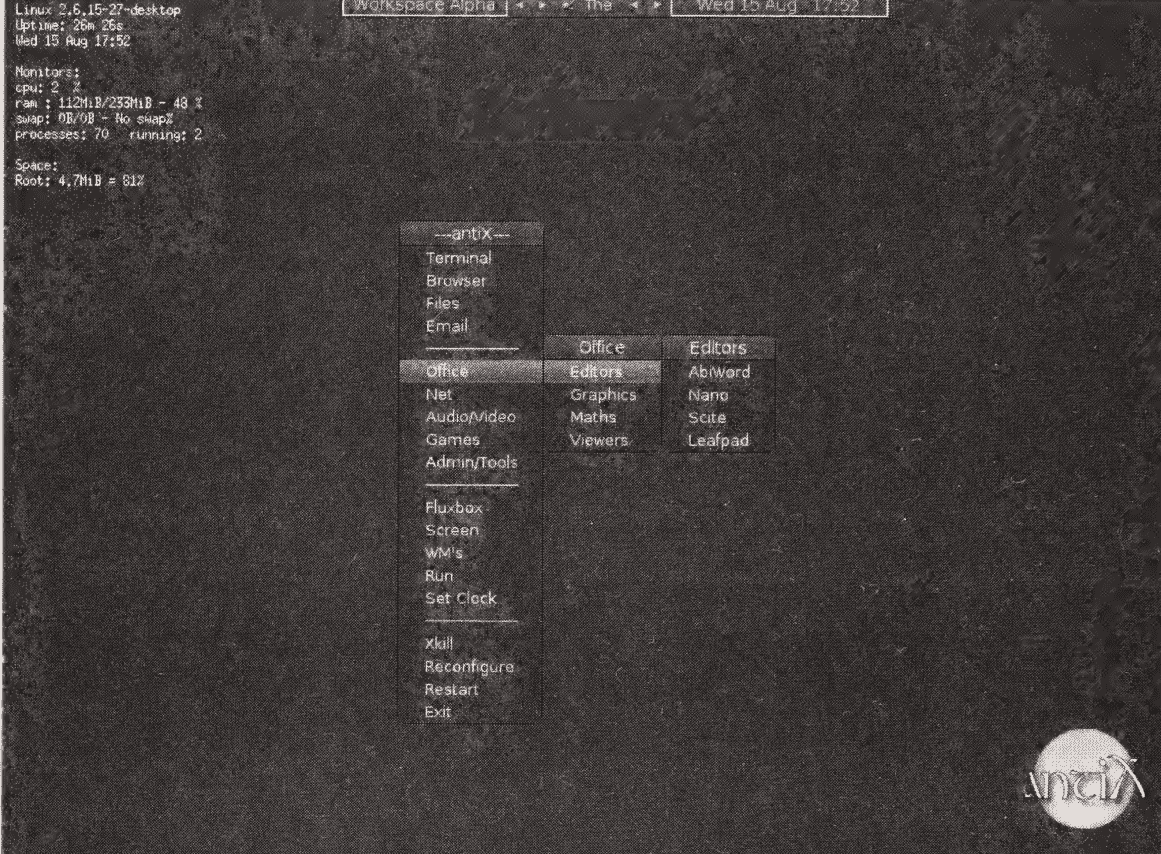 Linux 2.6.15-27-desktop
Uptime: 26m 26s
Wed 15 Aug 17:52
Monitors:
cpu: 2 %
ram : 112MiB/233MiB - 48 %
swap: 0B/0B - No swap%
processes: 70 running: 2
Space:
Root: 4.7MiB = 81%
Workspace Alpha The Wed 15 Aug 17:52
---antiX---
Terminal
Browser
Files
Email
Office
Net
Audio/Video
Games
Admin/Tools
Fluxbox
Screen
WM's
Run
Set Clock
Xkill
Reconfigure
Restart
Exit
Office
Editors
Graphics
Maths
Viewers
Editors
AbiWord
Nano
Scite
Leafpad
antiX